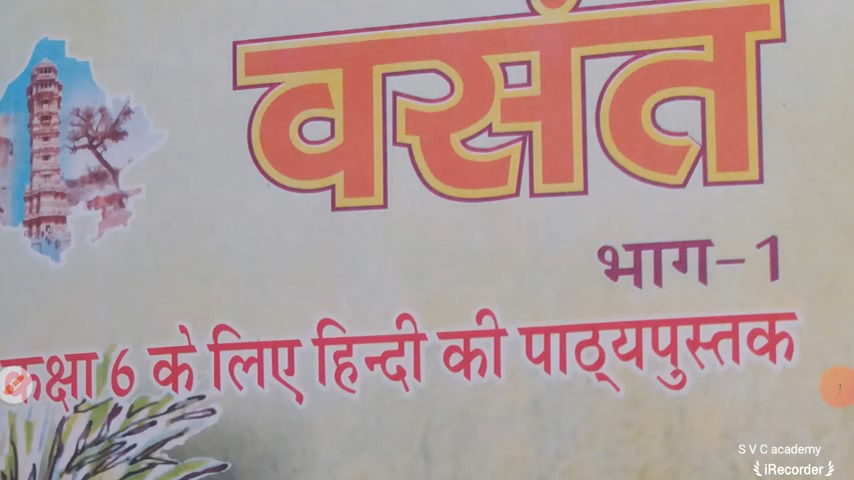 वसंत
भाग-1
कक्षा 6 के लिए हिन्दी की पाठ्यपुस्तक
S V C academy
iRecorder